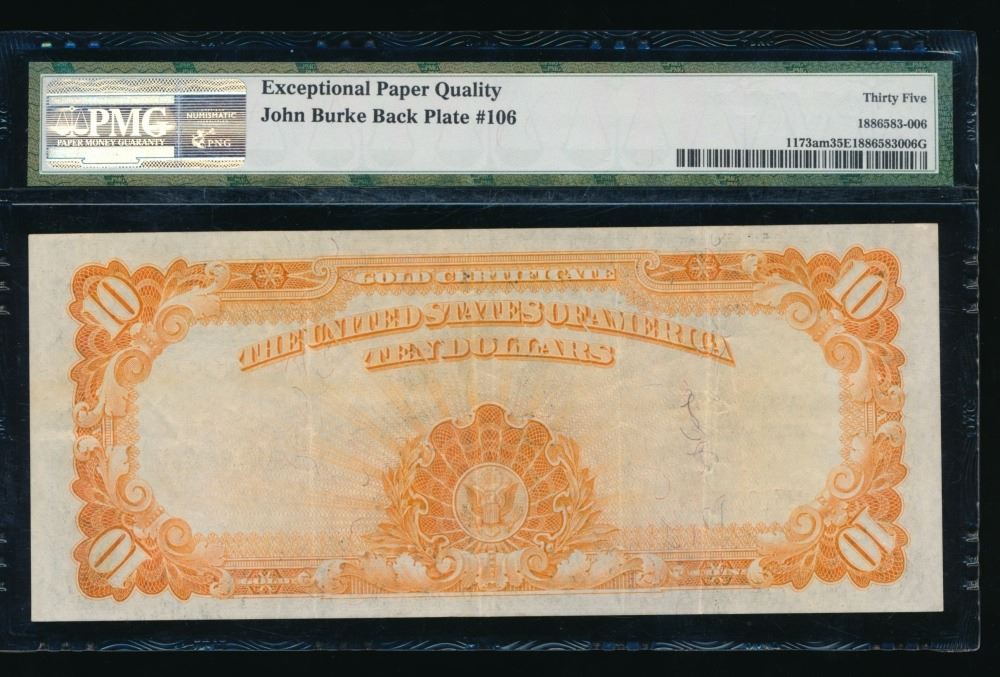 Exceptional Paper Quality
John Burke Back Plate #106
Thirty Five
1886583-006
1173am35E1886583006G
PMG
PAPER MONEY GUARANTY
NUMISMATIC
PNG
GOLD CERTIFICATE
10
10
THE UNITED STATES OF AMERICA
TEN DOLLARS
10
10